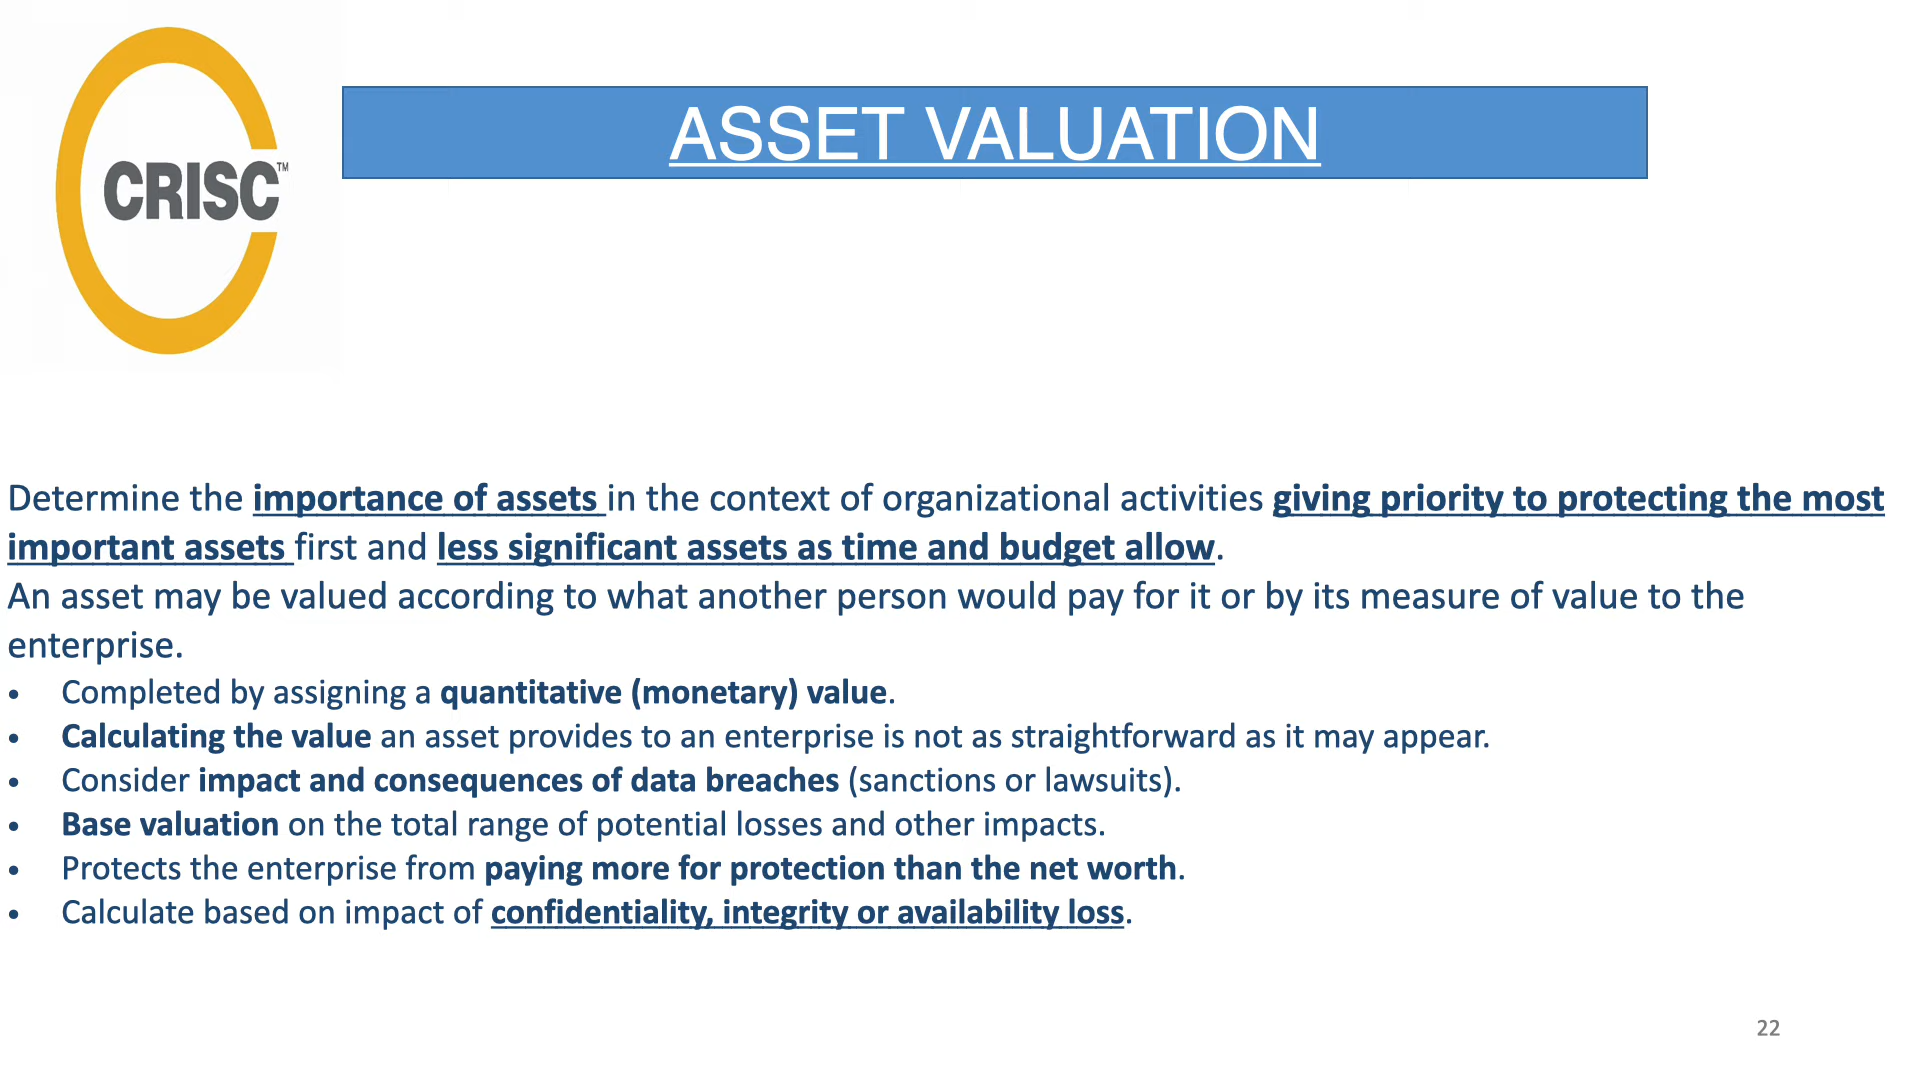 CRISC™
ASSET VALUATION
Determine the importance of assets in the context of organizational activities giving priority to protecting the most
important assets first and less significant assets as time and budget allow.
An asset may be valued according to what another person would pay for it or by its measure of value to the
enterprise.
• Completed by assigning a quantitative (monetary) value.
• Calculating the value an asset provides to an enterprise is not as straightforward as it may appear.
• Consider impact and consequences of data breaches (sanctions or lawsuits).
• Base valuation on the total range of potential losses and other impacts.
• Protects the enterprise from paying more for protection than the net worth.
• Calculate based on impact of confidentiality, integrity or availability loss.
22